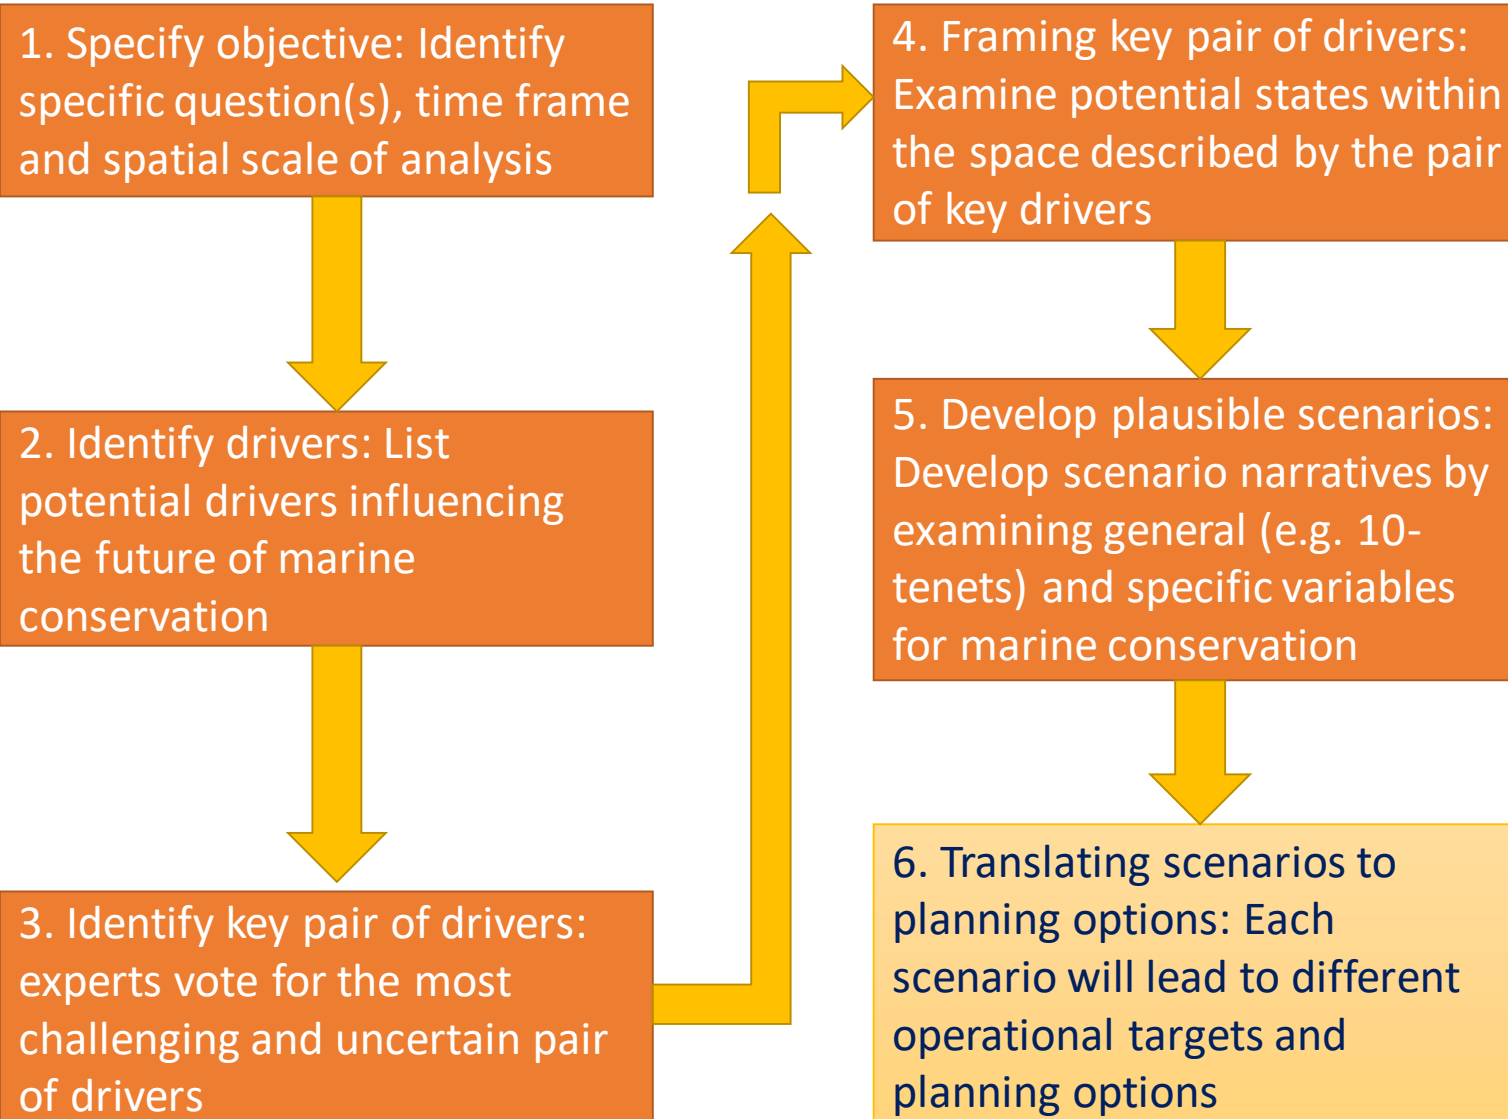 1. Specify objective: Identify
specific question(s), time frame
and spatial scale of analysis
2. Identify drivers: List
potential drivers influencing
the future of marine
conservation
3. Identify key pair of drivers:
experts vote for the most
challenging and uncertain pair
of drivers
4. Framing key pair of drivers:
Examine potential states within
the space described by the pair
of key drivers
5. Develop plausible scenarios:
Develop scenario narratives by
examining general (e.g. 10-
tenets) and specific variables
for marine conservation
6. Translating scenarios to
planning options: Each
scenario will lead to different
operational targets and
planning options